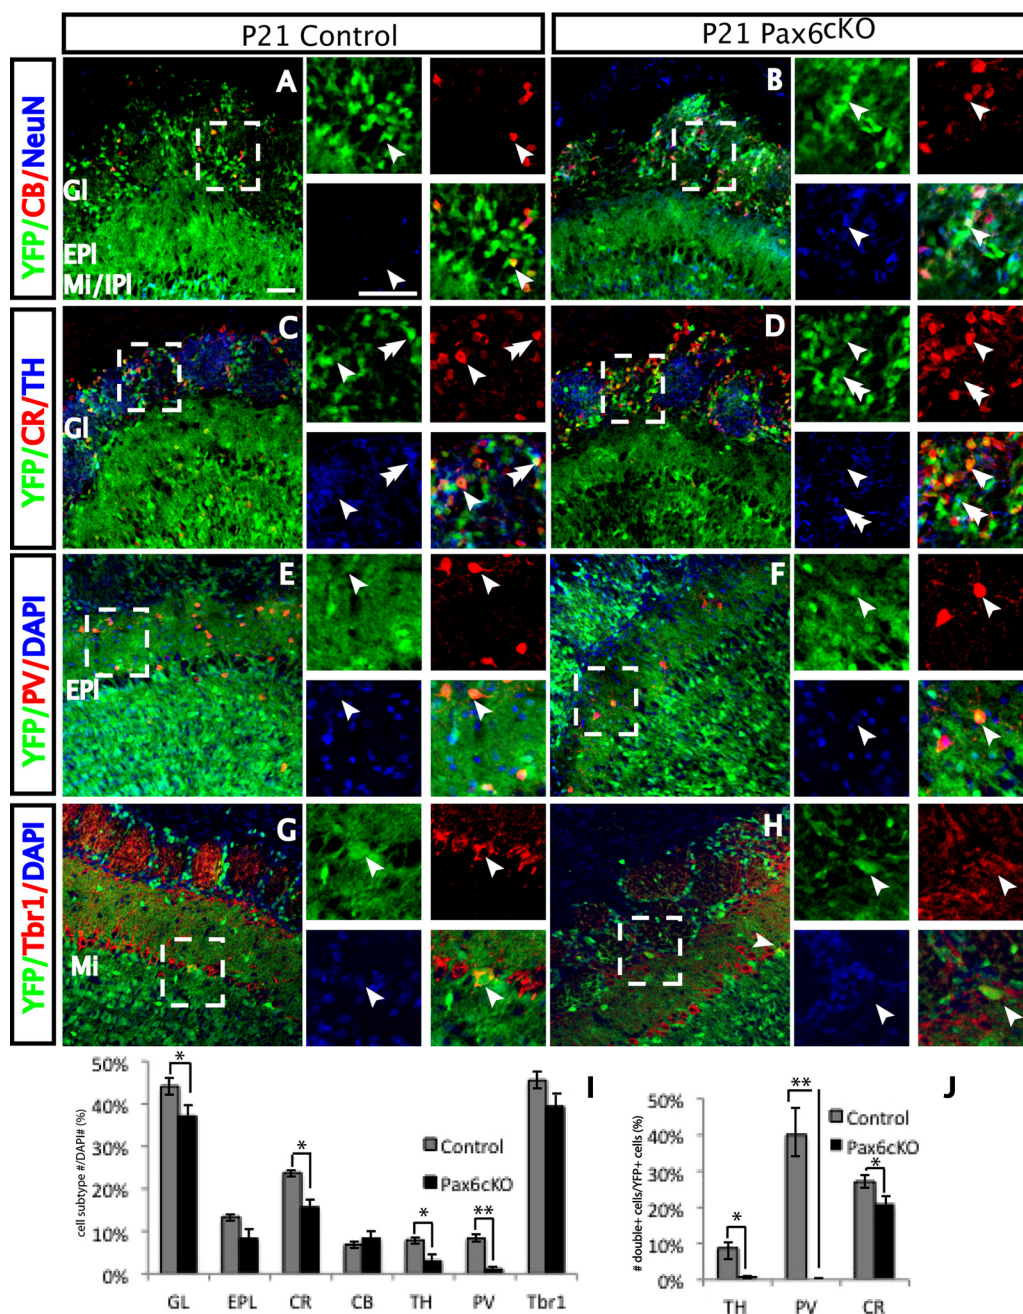 P21 Control
P21 Pax6cKO
YFP/CB/NeuN
A
Gl
EPl
Mi/IPl
B
YFP/CR/TH
C
Gl
D
YFP/PV/DAPI
E
EPl
F
YFP/Tbr1/DAPI
G
Mi
H
I
cell subtype #/DAPI# (%)
50%
40%
30%
20%
10%
0%
*
*
*
**
Control
Pax6cKO
GL EPL CR CB TH PV Tbr1
J
# double+ cells/YFP+ cells (%)
50%
40%
30%
20%
10%
0%
*
**
*
Control
Pax6cKO
TH PV CR